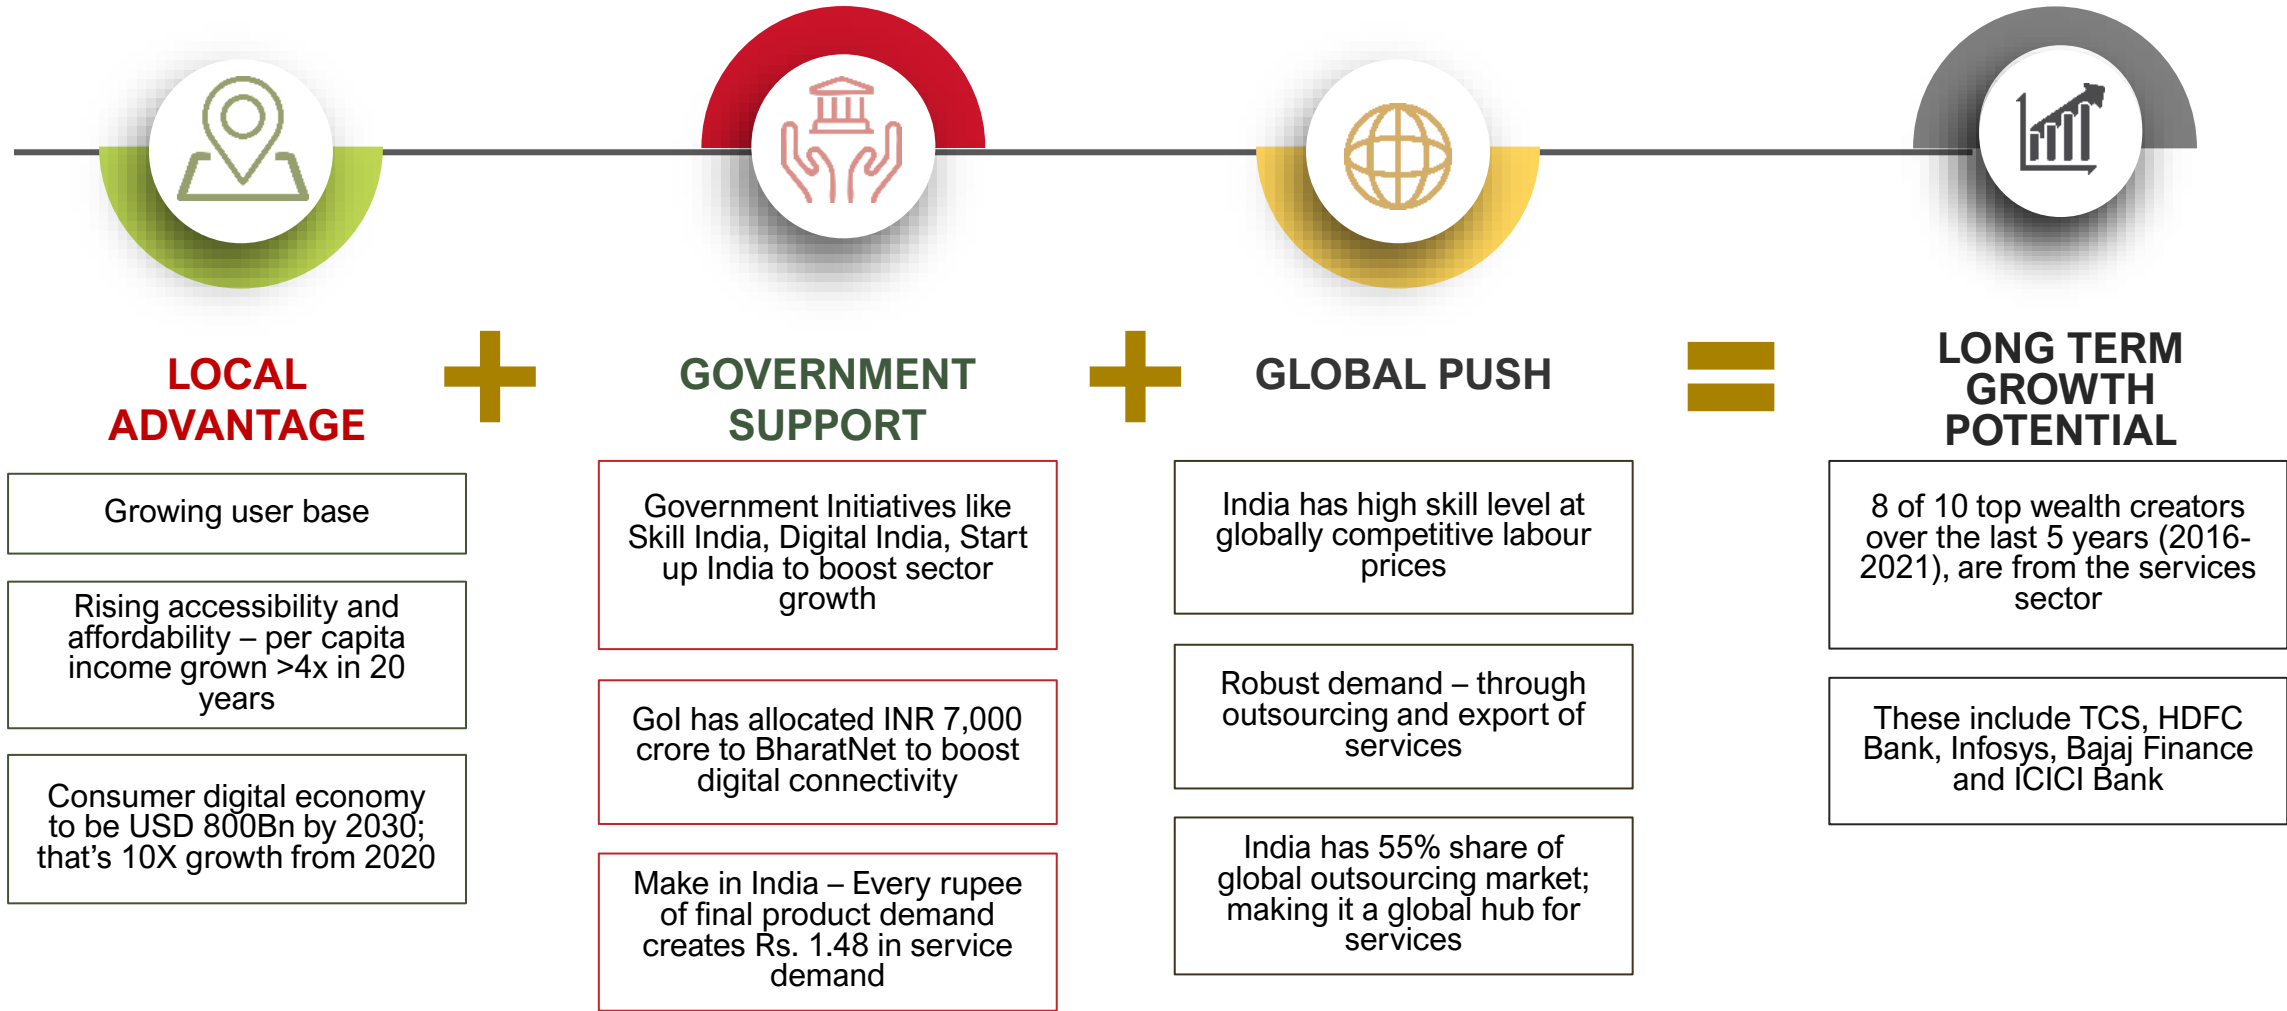 LOCAL
ADVANTAGE
Growing user base
Rising accessibility and
affordability – per capita
income grown >4x in 20
years
Consumer digital economy
to be USD 800Bn by 2030;
that's 10X growth from 2020
GOVERNMENT
SUPPORT
Government Initiatives like
Skill India, Digital India, Start
up India to boost sector
growth
GoI has allocated INR 7,000
crore to BharatNet to boost
digital connectivity
Make in India – Every rupee
of final product demand
creates Rs. 1.48 in service
demand
GLOBAL PUSH
India has high skill level at
globally competitive labour
prices
Robust demand – through
outsourcing and export of
services
India has 55% share of
global outsourcing market;
making it a global hub for
services
LONG TERM
GROWTH
POTENTIAL
8 of 10 top wealth creators
over the last 5 years (2016-
2021), are from the services
sector
These include TCS, HDFC
Bank, Infosys, Bajaj Finance
and ICICI Bank